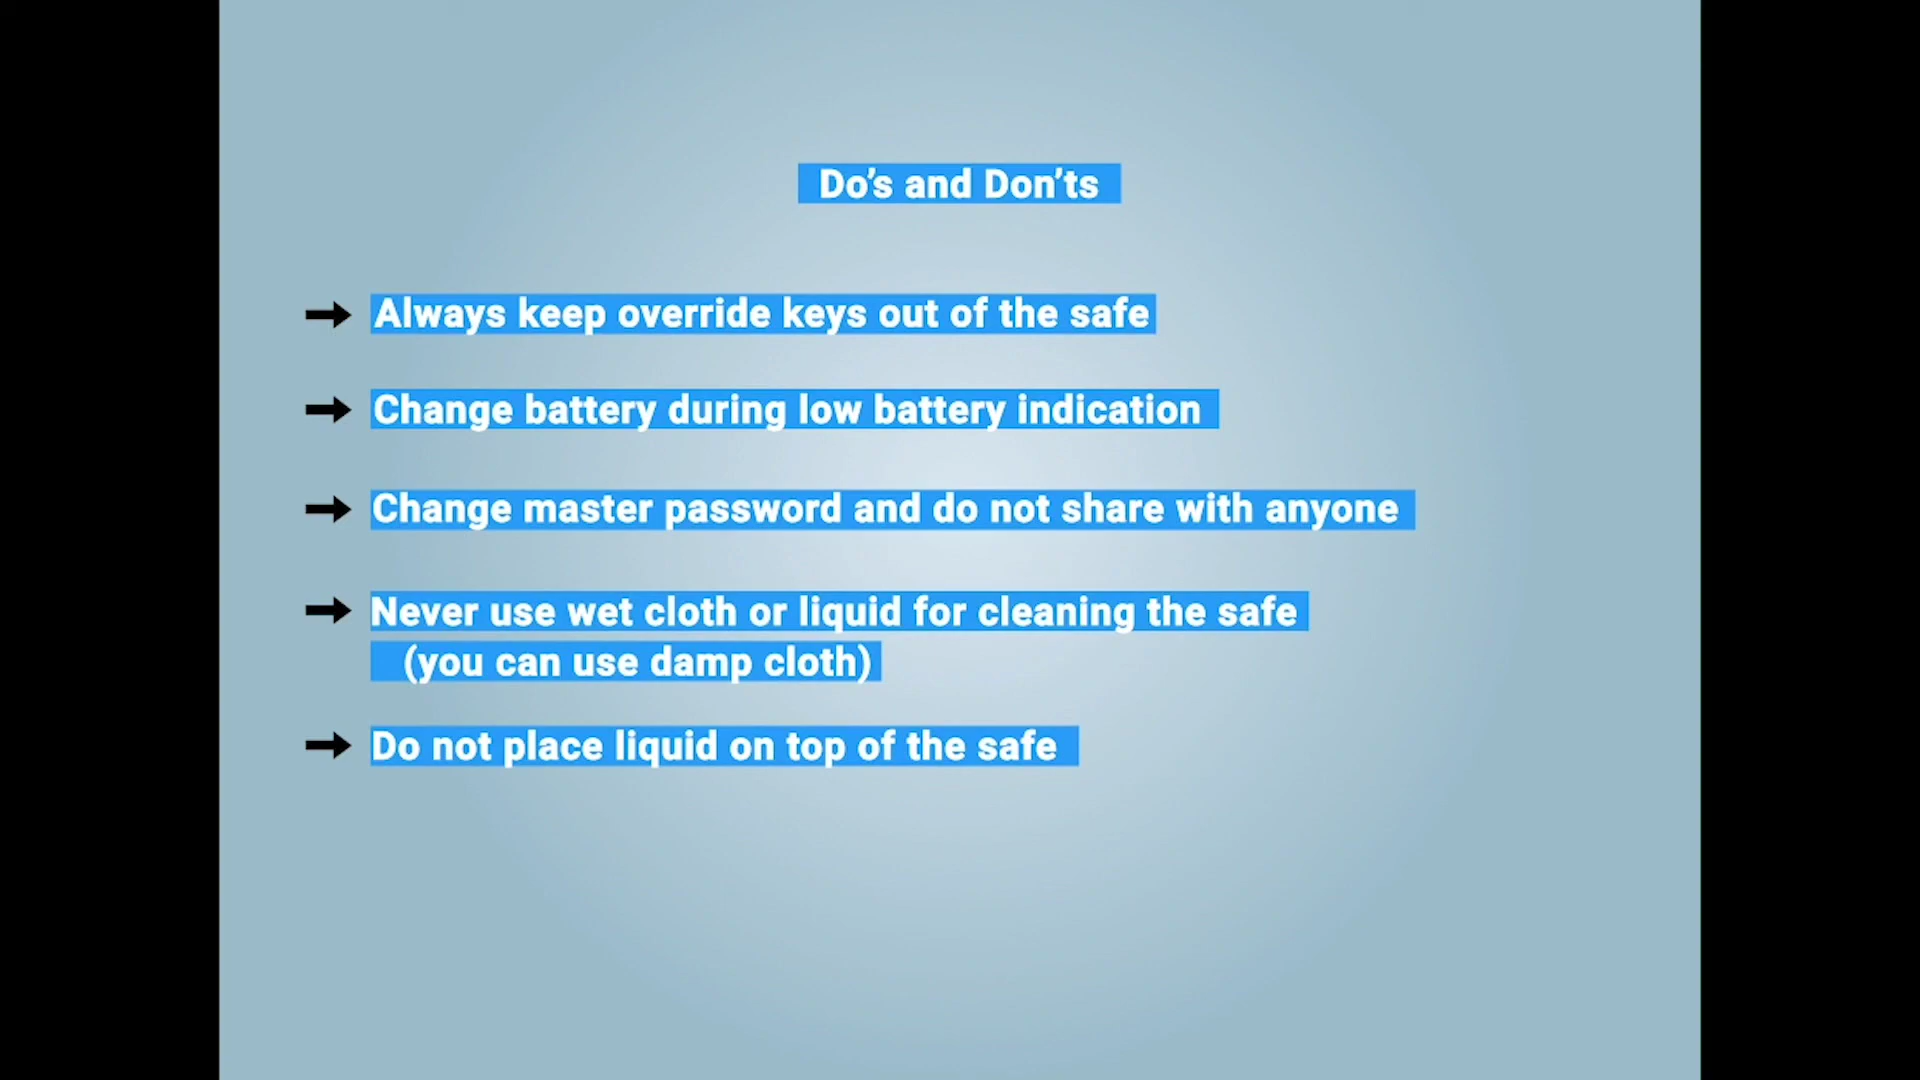 Do’s and Don’ts
Always keep override keys out of the safe
Change battery during low battery indication
Change master password and do not share with anyone
Never use wet cloth or liquid for cleaning the safe
(you can use damp cloth)
Do not place liquid on top of the safe